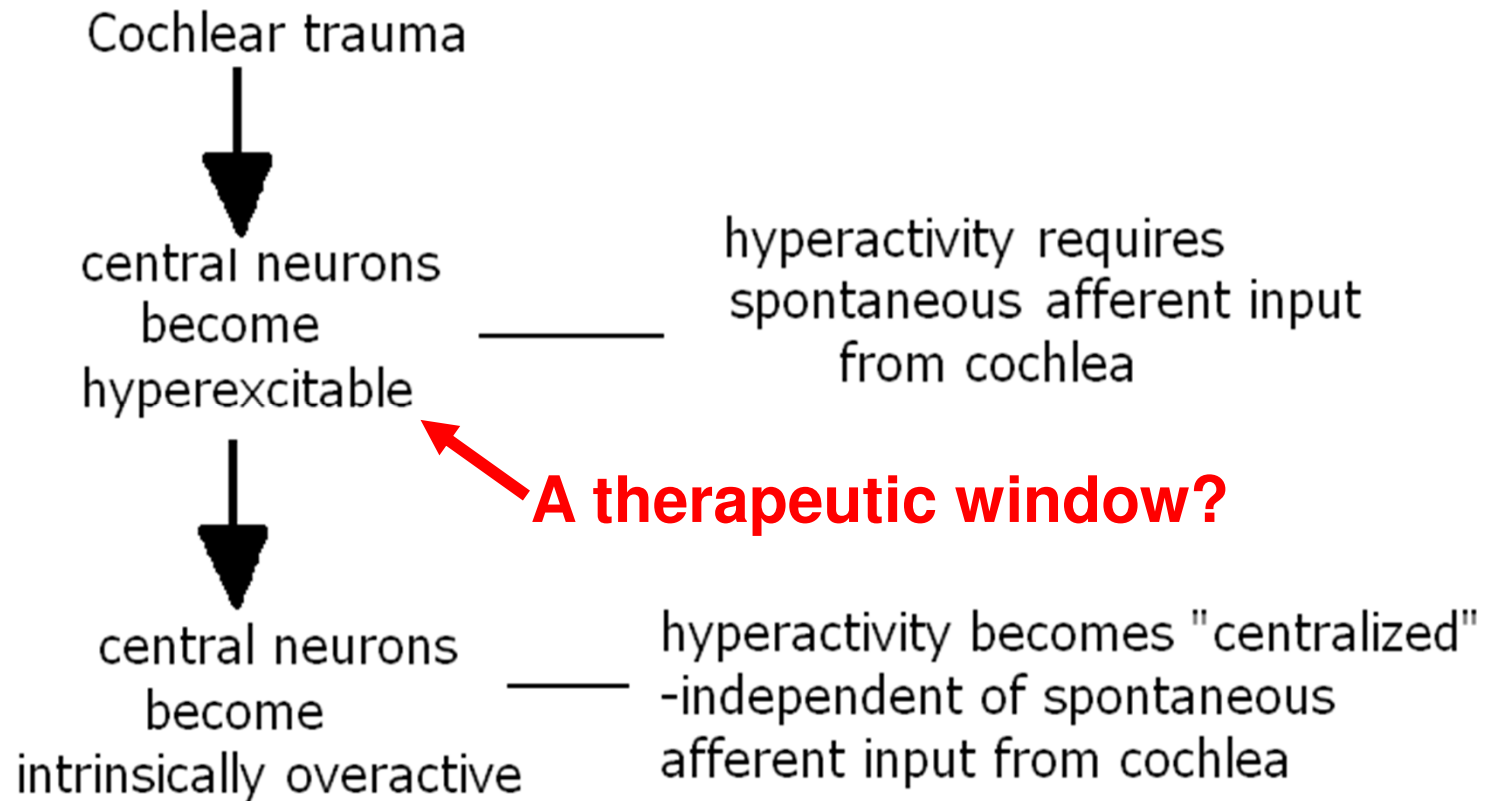 Cochlear trauma
central neurons
become
hyperexcitable
hyperactivity requires
spontaneous afferent input
from cochlea
A therapeutic window?
central neurons
become
intrinsically overactive
hyperactivity becomes "centralized"
-independent of spontaneous
afferent input from cochlea